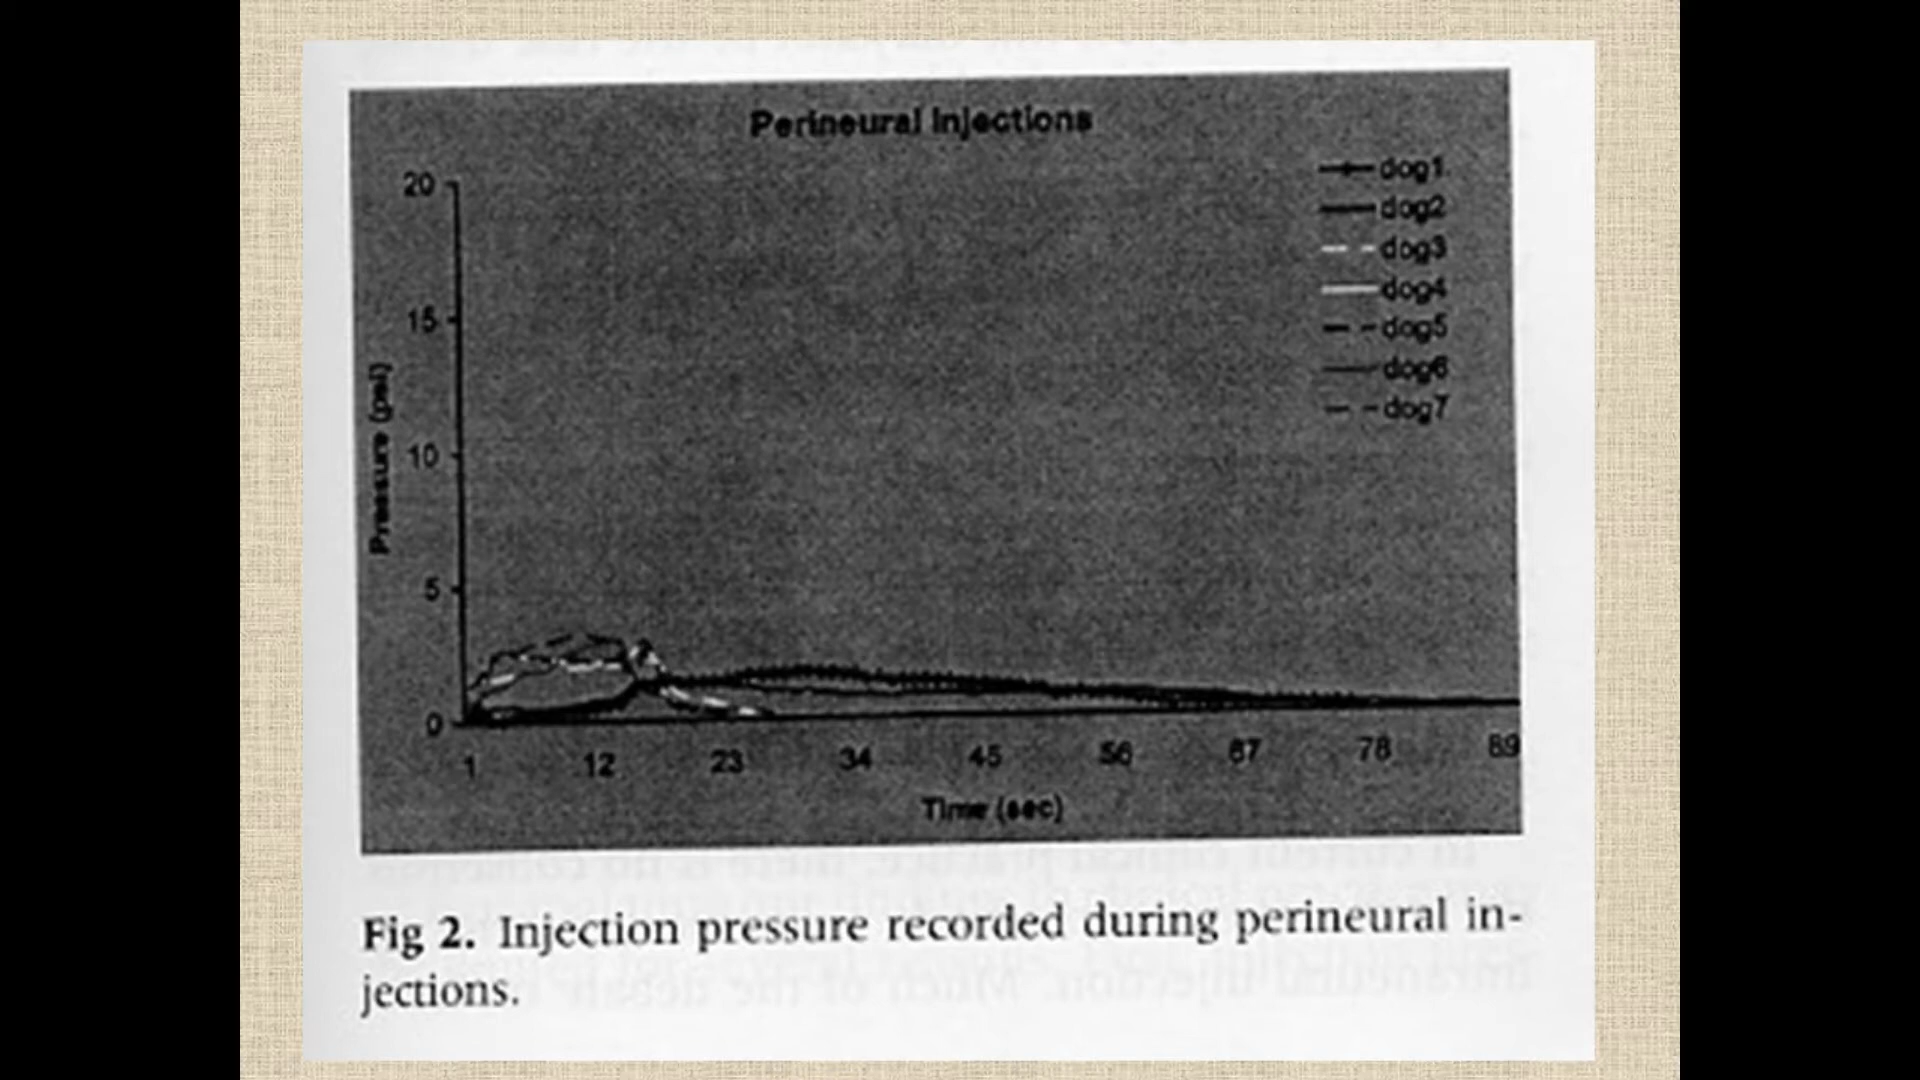 Perineural Injections
20
15
10
5
0
Pressure (psi)
dog1
dog2
dog3
dog4
dog5
dog6
dog7
1 12 23 34 45 56 67 78 89
Time (sec)
Fig 2. Injection pressure recorded during perineural in-
jections.